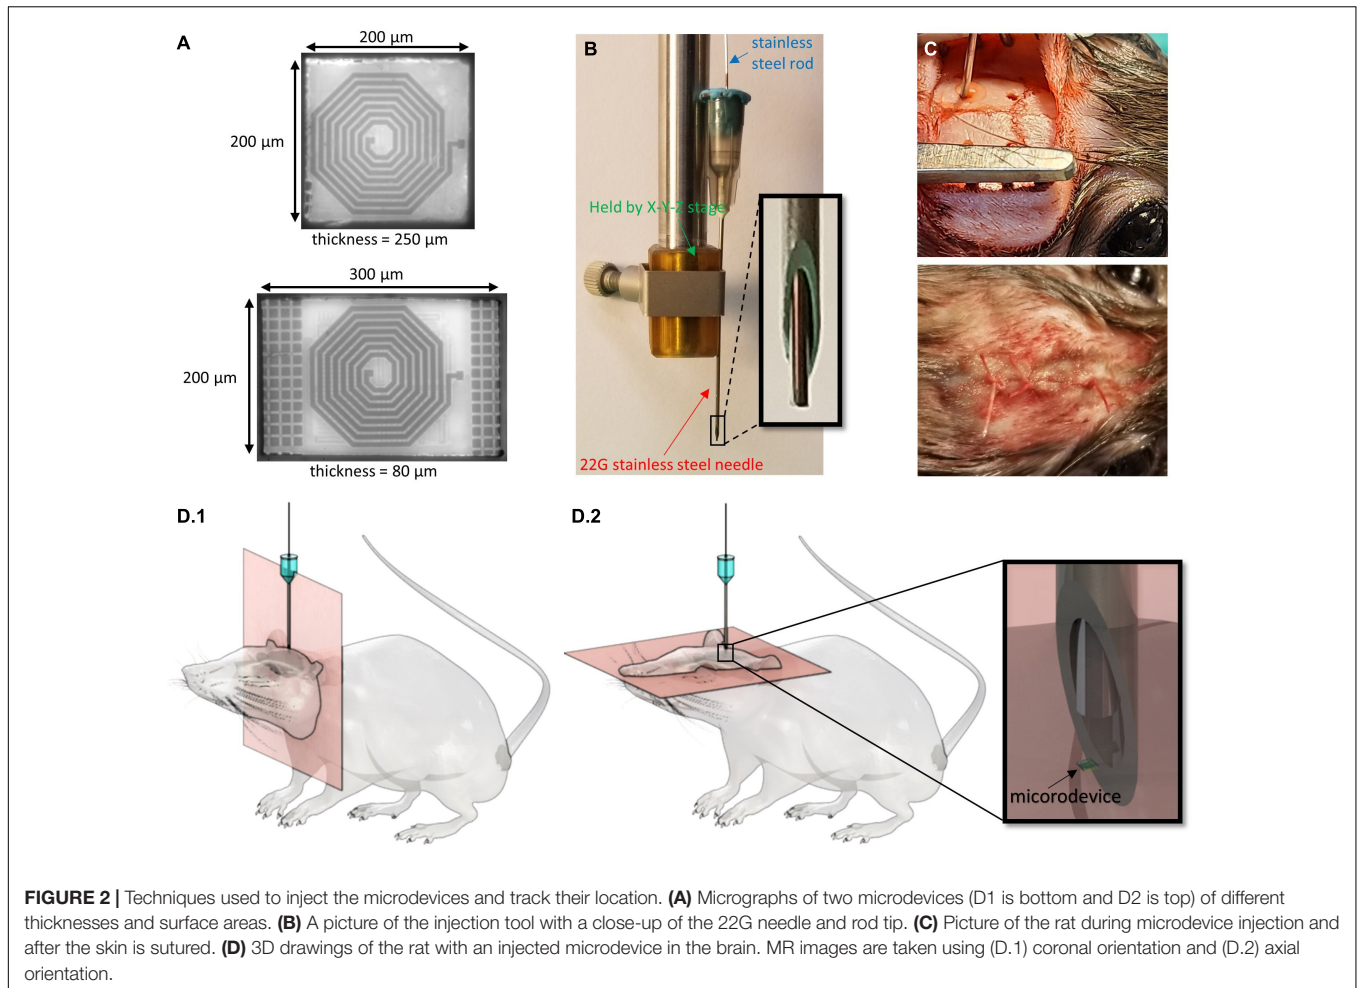 A
200 µm
200 µm
thickness = 250 µm
300 µm
200 µm
thickness = 80 µm
B
stainless
steel rod
Held by X-Y-Z stage
22G stainless steel needle
C
D.1
D.2
micorodevice
FIGURE 2 | Techniques used to inject the microdevices and track their location. (A) Micrographs of two microdevices (D1 is bottom and D2 is top) of different
thicknesses and surface areas. (B) A picture of the injection tool with a close-up of the 22G needle and rod tip. (C) Picture of the rat during microdevice injection and
after the skin is sutured. (D) 3D drawings of the rat with an injected microdevice in the brain. MR images are taken using (D.1) coronal orientation and (D.2) axial
orientation.